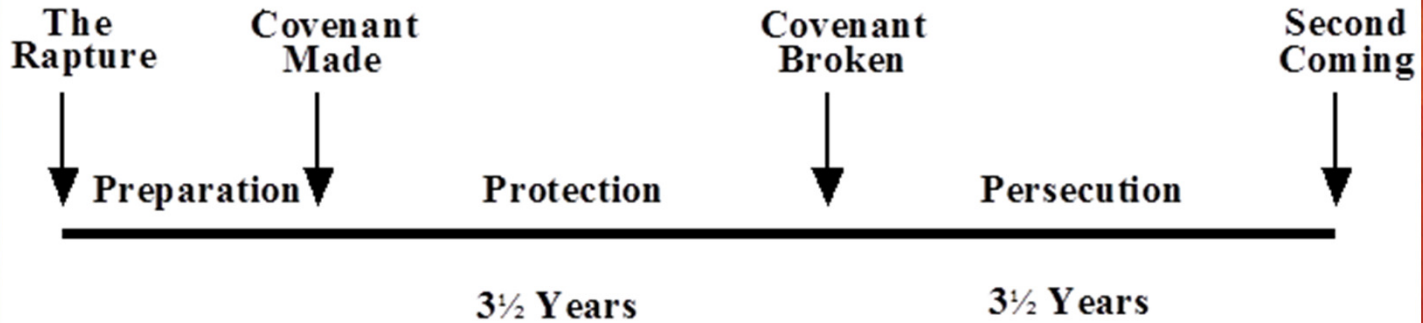 The
Rapture
Covenant
Made
Covenant
Broken
Second
Coming
Preparation
Protection
Persecution
3½ Years
3½ Years